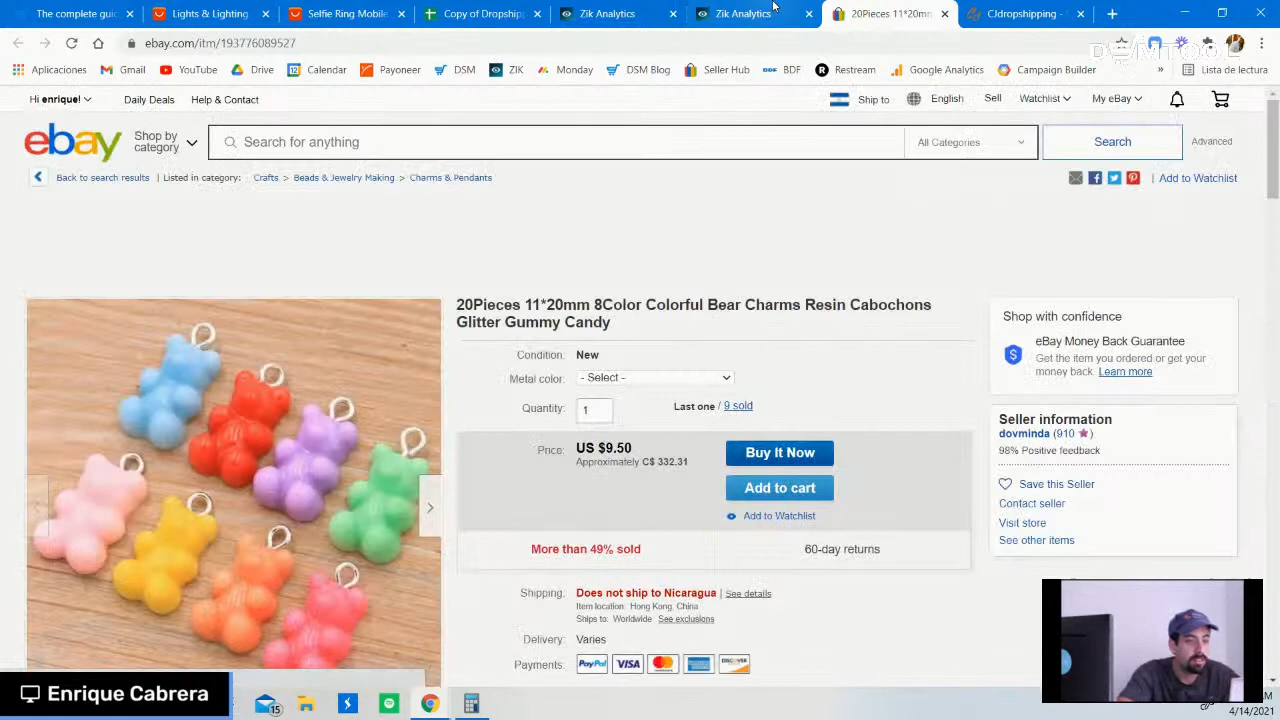 The complete guid
Lights & Lighting
Selfie Ring Mobile
Copy of Dropship
Zik Analytics
Zik Analytics
20Pieces 11*20mm
CJdropshipping -
ebay.com/itm/193776089527
DSMTOOL
Aplicaciones
Gmail
YouTube
Drive
Calendar
Payoneer
DSM
ZIK
Monday
DSM Blog
Seller Hub
BDF
Restream
Google Analytics
Campaign Builder
»
Lista de lectura
Hi enrique!
Daily Deals
Help & Contact
Ship to
English
Sell
Watchlist
My eBay
ebay
Shop by
category
Search for anything
All Categories
Search
Advanced
Back to search results | Listed in category: Crafts > Beads & Jewelry Making > Charms & Pendants
| Add to Watchlist
20Pieces 11*20mm 8Color Colorful Bear Charms Resin Cabochons
Glitter Gummy Candy
Condition: New
Metal color: - Select -
Quantity: 1
Last one / 9 sold
Price: US $9.50
Approximately C$ 332.31
Buy It Now
Add to cart
Add to Watchlist
More than 49% sold
60-day returns
Shipping: Does not ship to Nicaragua | See details
Item location: Hong Kong, China
Ships to: Worldwide See exclusions
Delivery: Varies
Payments: PayPal VISA
Shop with confidence
eBay Money Back Guarantee
Get the item you ordered or get your
money back. Learn more
Seller information
dovminda (910 )
98% Positive feedback
Save this Seller
Contact seller
Visit store
See other items
Enrique Cabrera
15
4/14/2021